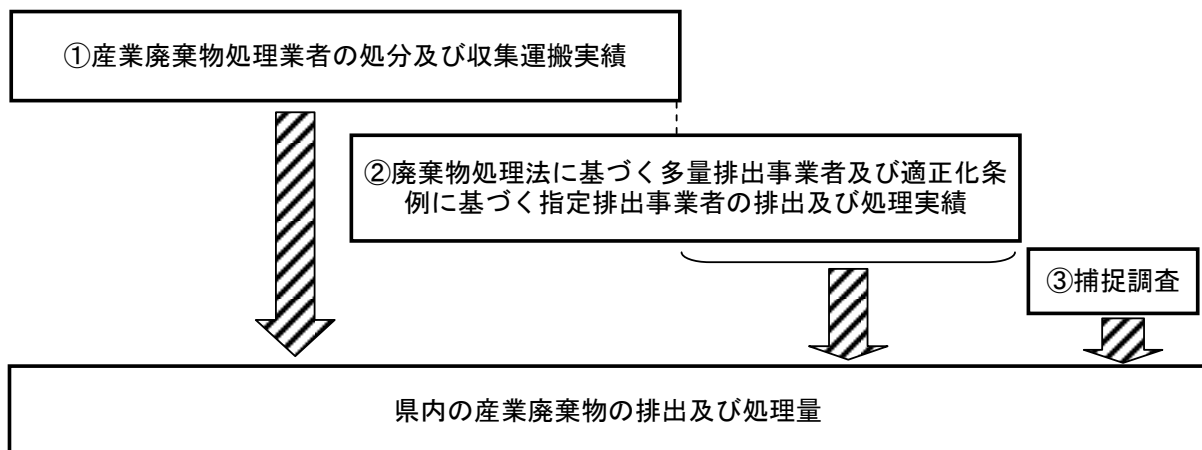 ①産業廃棄物処理業者の処分及び収集運搬実績
②廃棄物処理法に基づく多量排出事業者及び適正化条
例に基づく指定排出事業者の排出及び処理実績
③捕捉調査
県内の産業廃棄物の排出及び処理量